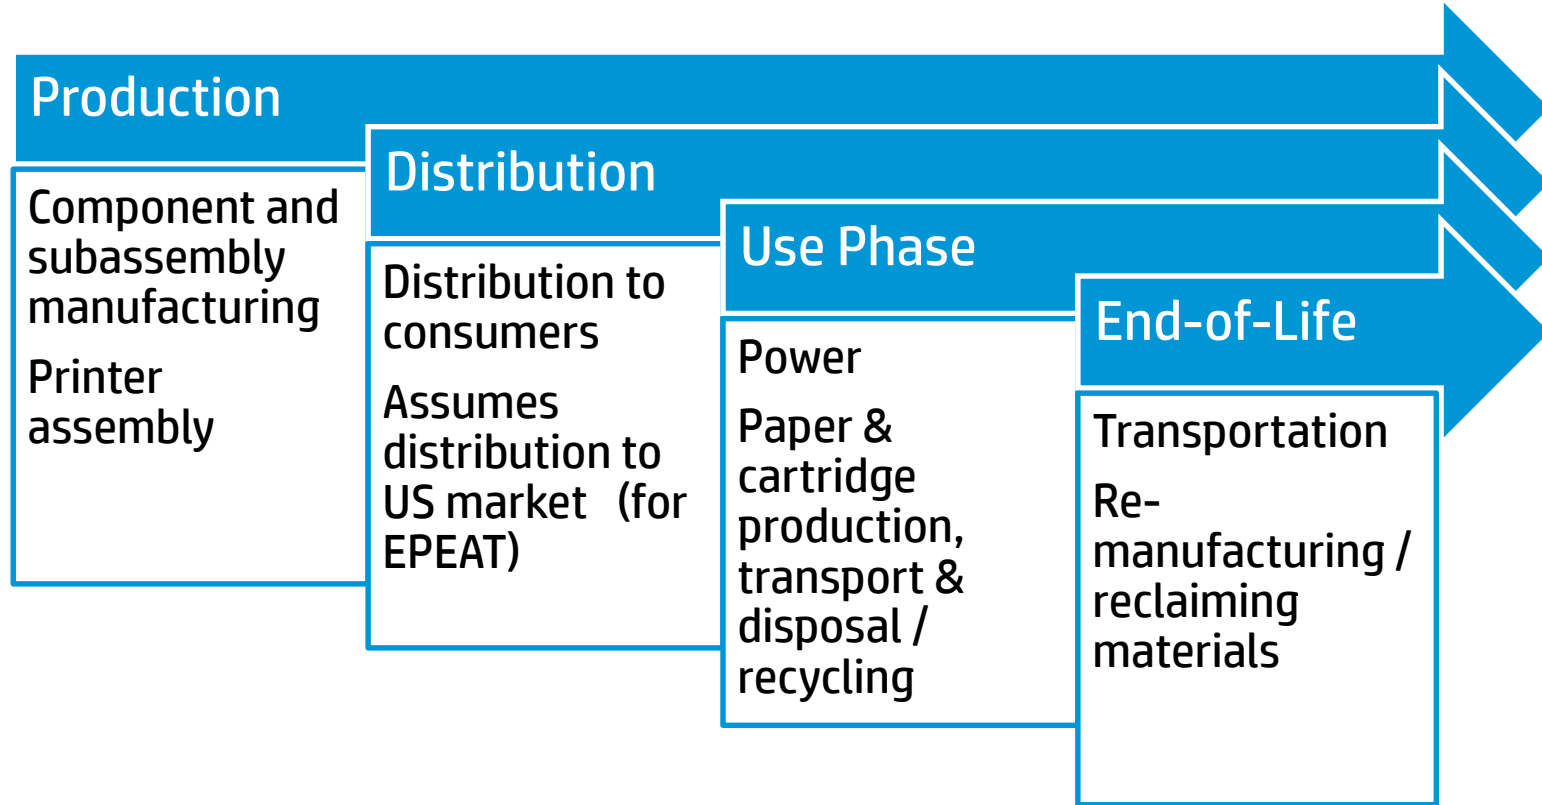 Production
Component and
subassembly
manufacturing
Printer
assembly
Distribution
Distribution to
consumers
Assumes
distribution to
US market (for
EPEAT)
Use Phase
Power
Paper &
cartridge
production,
transport &
disposal /
recycling
End-of-Life
Transportation
Re-
manufacturing /
reclaiming
materials